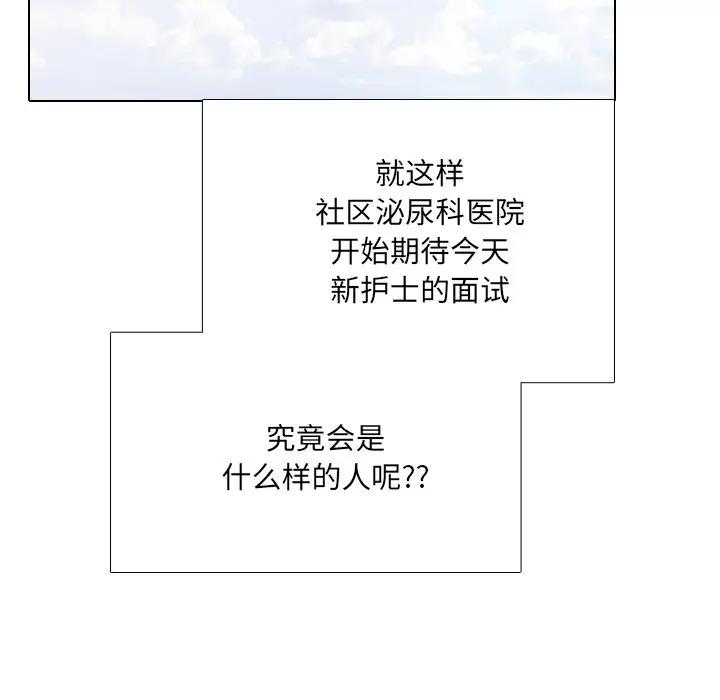 就这样
社区泌尿科医院
开始期待今天
新护士的面试
究竟会是
什么样的人呢??